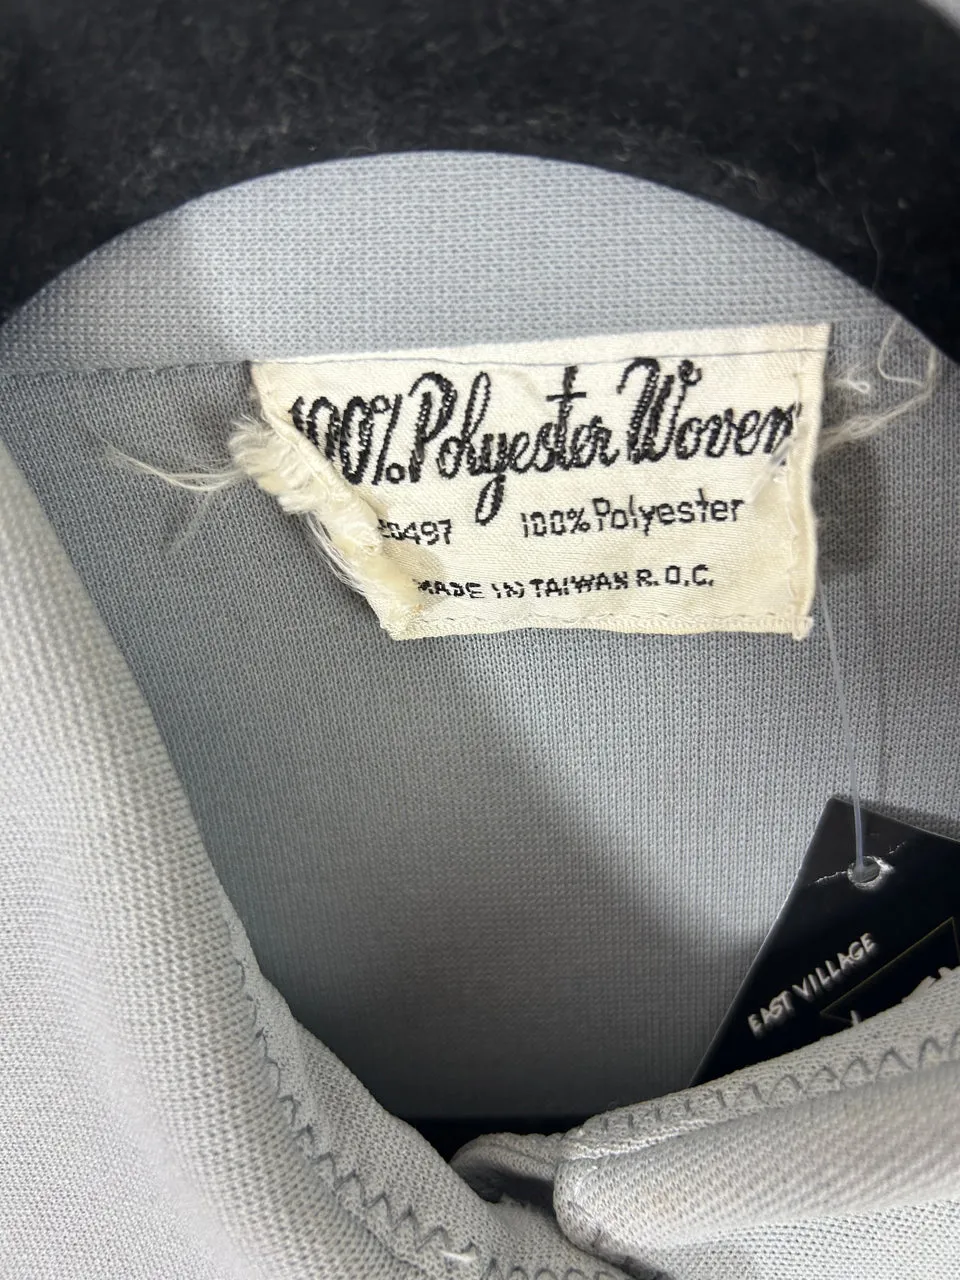 100% Polyester Woven
100% Polyester
MADE IN TAIWAN R.O.C.
EAST VILLAGE